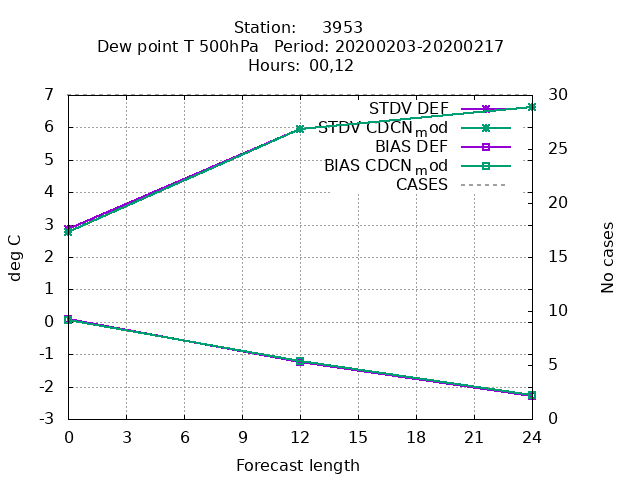 Station: 3953
Dew point T 500hPa Period: 20200203-20200217
Hours: 00,12
7
6
5
4
3
2
1
0
-1
-2
-3
deg C
30
25
20
15
10
5
0
No cases
STDV DEF
STDV CDCNmod
BIAS DEF
BIAS CDCNmod
CASES
0 3 6 9 12 15 18 21 24
Forecast length